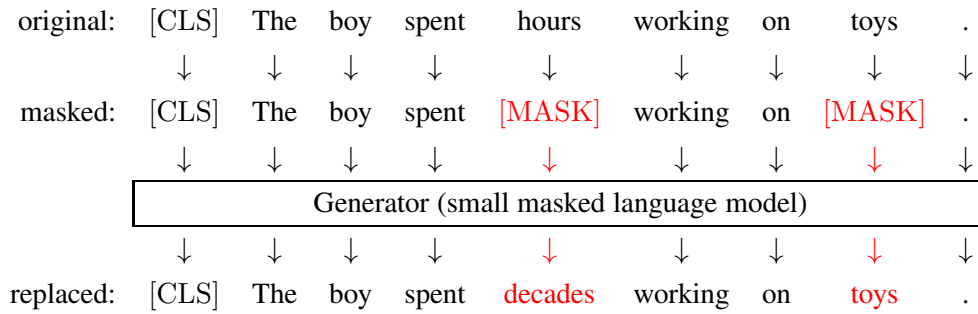 original: [CLS] The boy spent hours working on toys .
↓ ↓ ↓ ↓ ↓ ↓ ↓ ↓ ↓
masked: [CLS] The boy spent [MASK] working on [MASK] .
↓ ↓ ↓ ↓ ↓ ↓ ↓ ↓ ↓
Generator (small masked language model)
↓ ↓ ↓ ↓ ↓ ↓ ↓ ↓ ↓
replaced: [CLS] The boy spent decades working on toys .